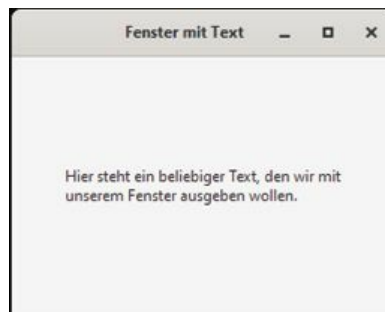 Fenster mit Text
Hier steht ein beliebiger Text, den wir mit
unserem Fenster ausgeben wollen.